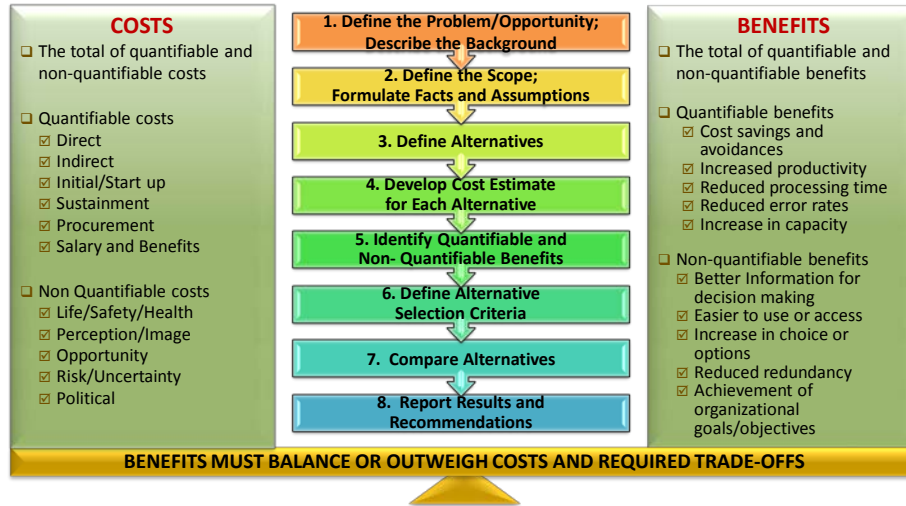 COSTS
The total of quantifiable and
non-quantifiable costs
Quantifiable costs
Direct
Indirect
Initial/Start up
Sustainment
Procurement
Salary and Benefits
Non Quantifiable costs
Life/Safety/Health
Perception/Image
Opportunity
Risk/Uncertainty
Political
1. Define the Problem/Opportunity;
Describe the Background
2. Define the Scope;
Formulate Facts and Assumptions
3. Define Alternatives
4. Develop Cost Estimate
for Each Alternative
5. Identify Quantifiable and
Non- Quantifiable Benefits
6. Define Alternative
Selection Criteria
7. Compare Alternatives
8. Report Results and
Recommendations
BENEFITS
The total of quantifiable and
non-quantifiable benefits
Quantifiable benefits
Cost savings and
avoidances
Increased productivity
Reduced processing time
Reduced error rates
Increase in capacity
Non-quantifiable benefits
Better Information for
decision making
Easier to use or access
Increase in choice or
options
Reduced redundancy
Achievement of
organizational
goals/objectives
BENEFITS MUST BALANCE OR OUTWEIGH COSTS AND REQUIRED TRADE-OFFS